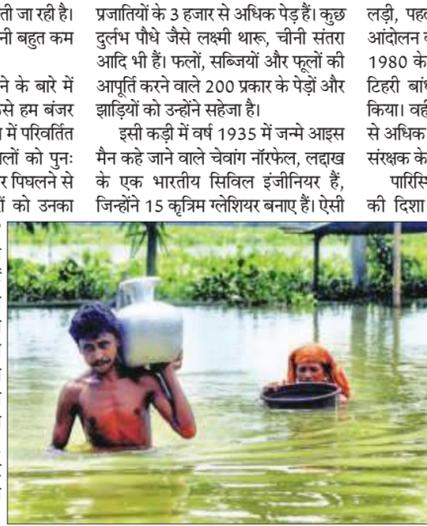 ती जा रही है।
नी बहुत कम
ने के बारे में
से हम बंजर
में परिवर्तित
लों को पुनः
र पिघलने से
को उनका
प्रजातियों के 3 हजार से अधिक पेड़ हैं। कुछ
दुर्लभ पौधे जैसे लक्ष्मी थारू, चीनी संतरा
आदि भी हैं। फलों, सब्जियों और फूलों की
आपूर्ति करने वाले 200 प्रकार के पेड़ों और
झाड़ियों को उन्होंने सहेजा है।
इसी कड़ी में वर्ष 1935 में जन्मे आइस
मैन कहे जाने वाले चेवांग नॉरफेल, लद्दाख
के एक भारतीय सिविल इंजीनियर हैं,
जिन्होंने 15 कृत्रिम ग्लेशियर बनाए हैं। ऐसी
लड़ी,
आंदोलन
1980 के
टिहरी बांध
किया।
से अधिक
संरक्षक के
पारिस्थि
की दिशा